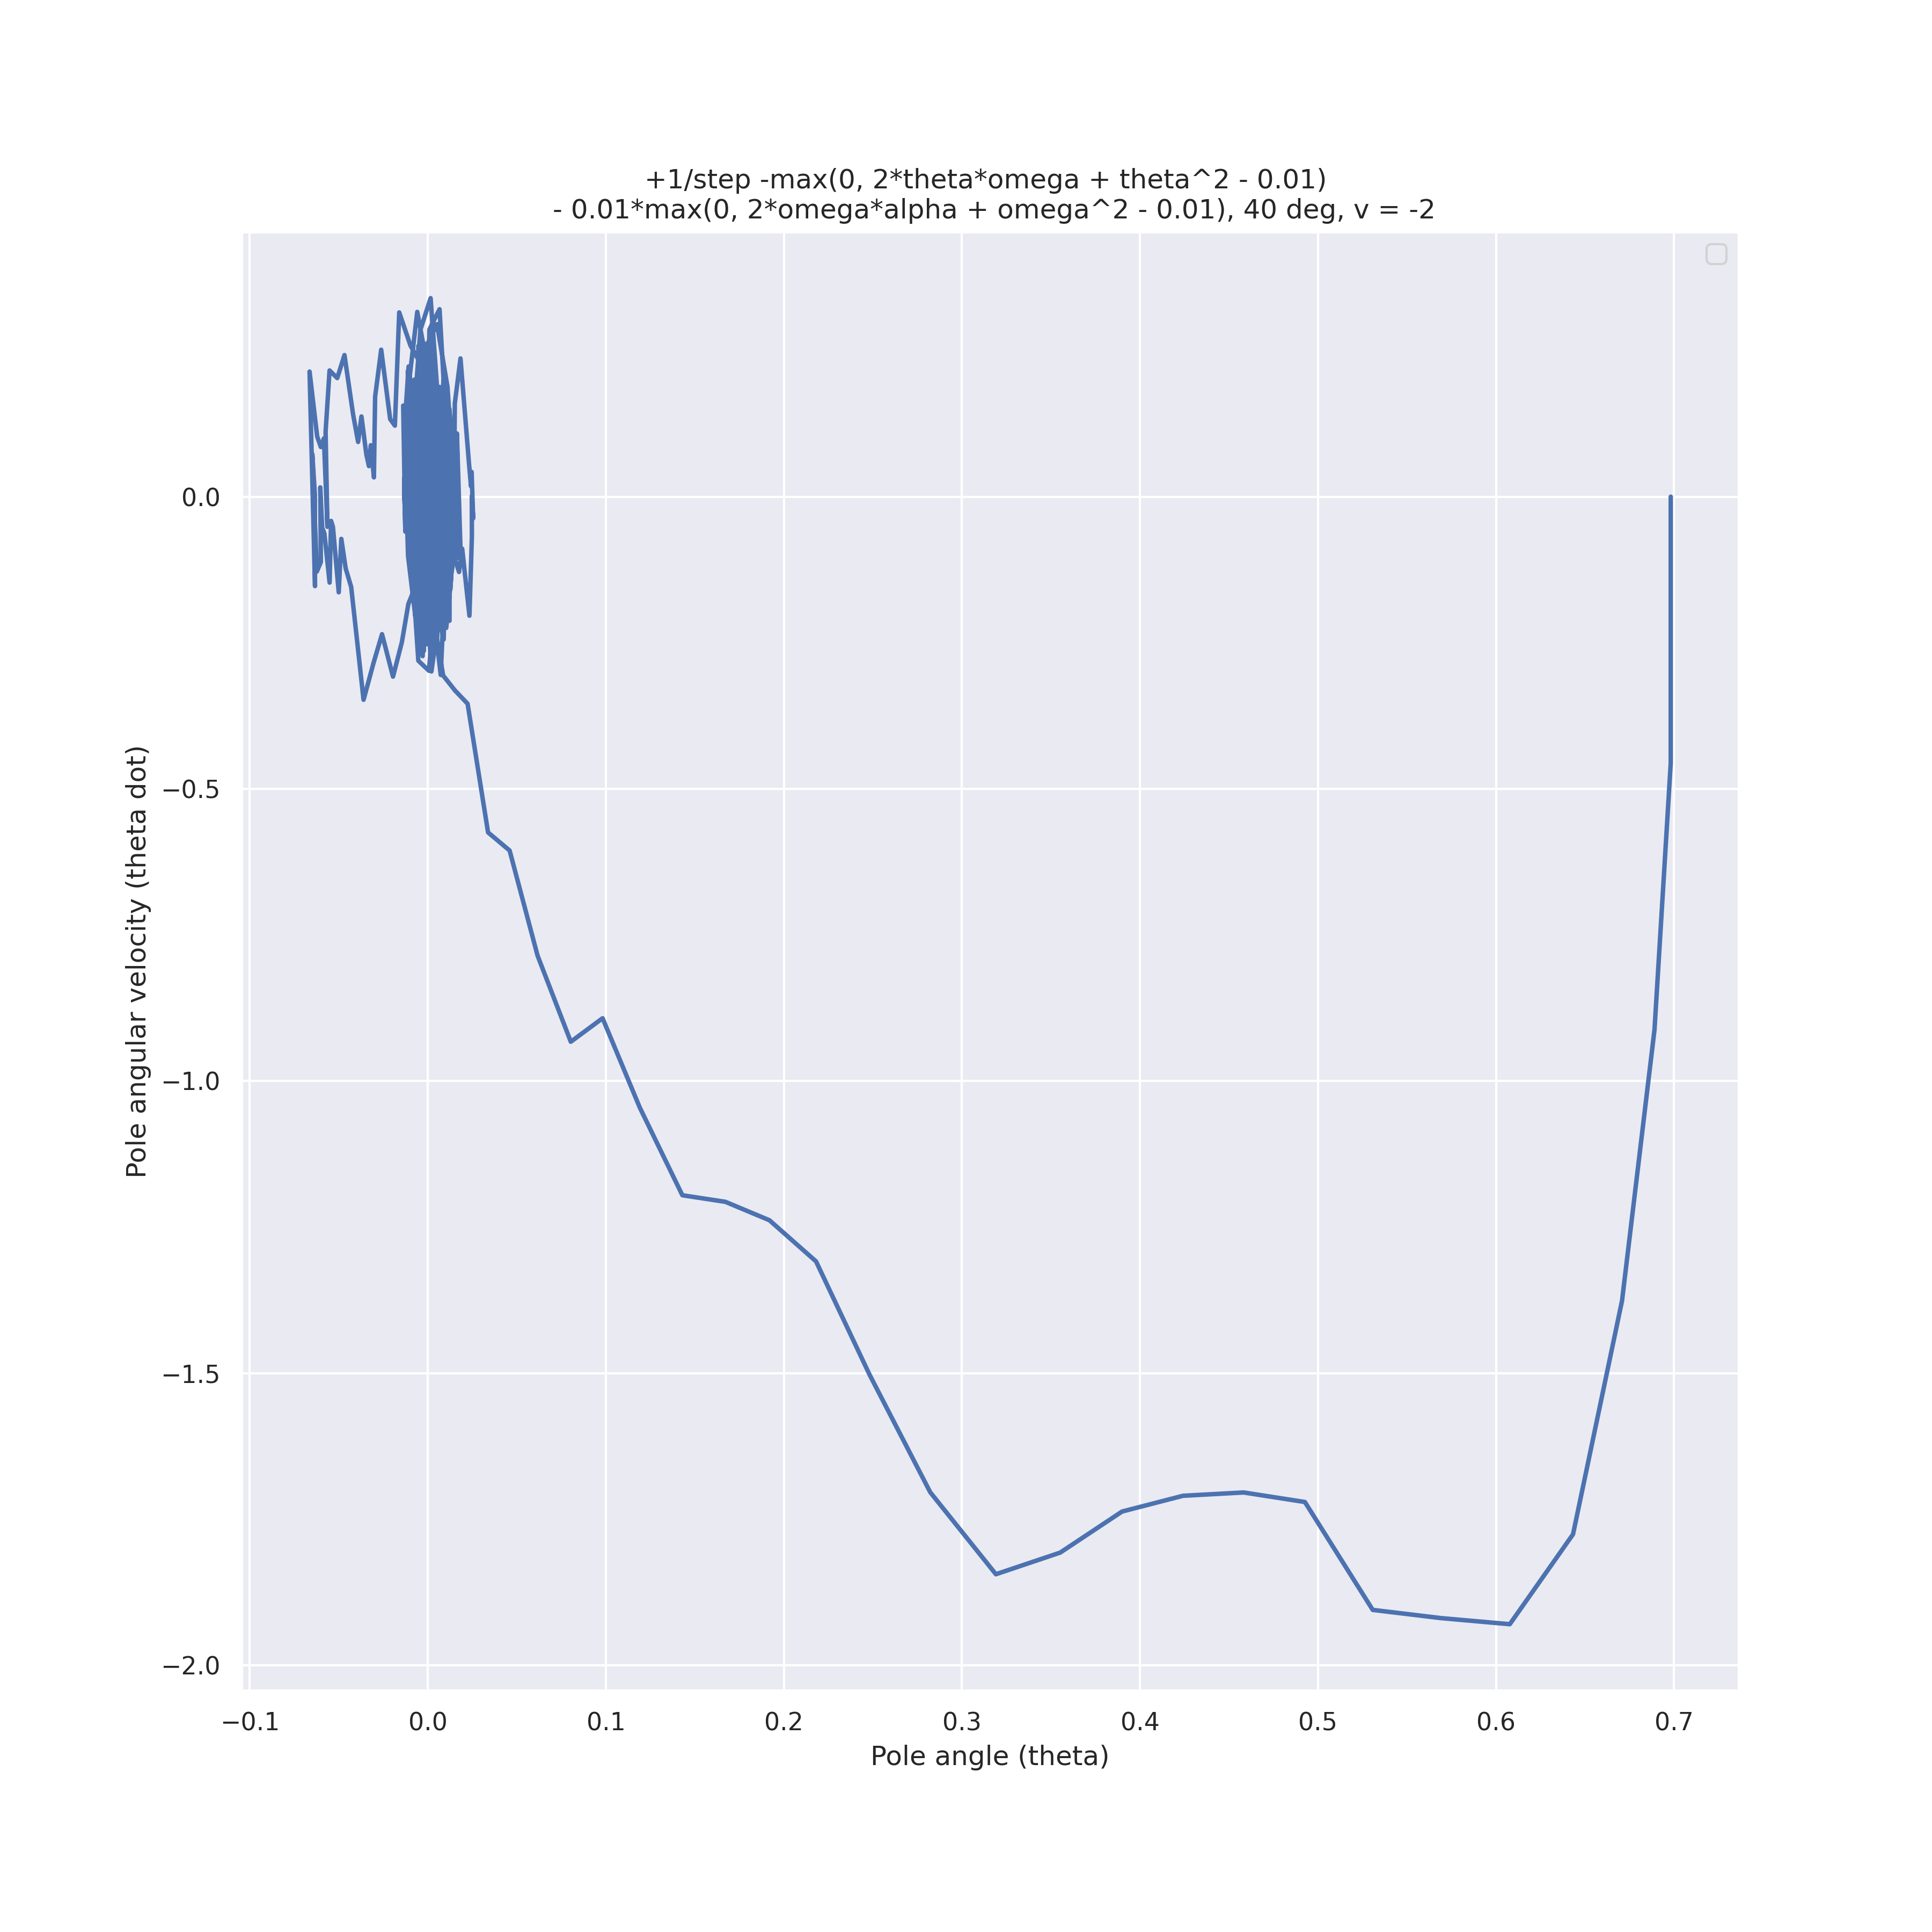 +1/step -max(0, 2*theta*omega + theta^2 - 0.01)
- 0.01*max(0, 2*omega*alpha + omega^2 - 0.01), 40 deg, v = -2
Pole angular velocity (theta dot)
0.0
−0.5
−1.0
−1.5
−2.0
−0.1 0.0 0.1 0.2 0.3 0.4 0.5 0.6 0.7
Pole angle (theta)